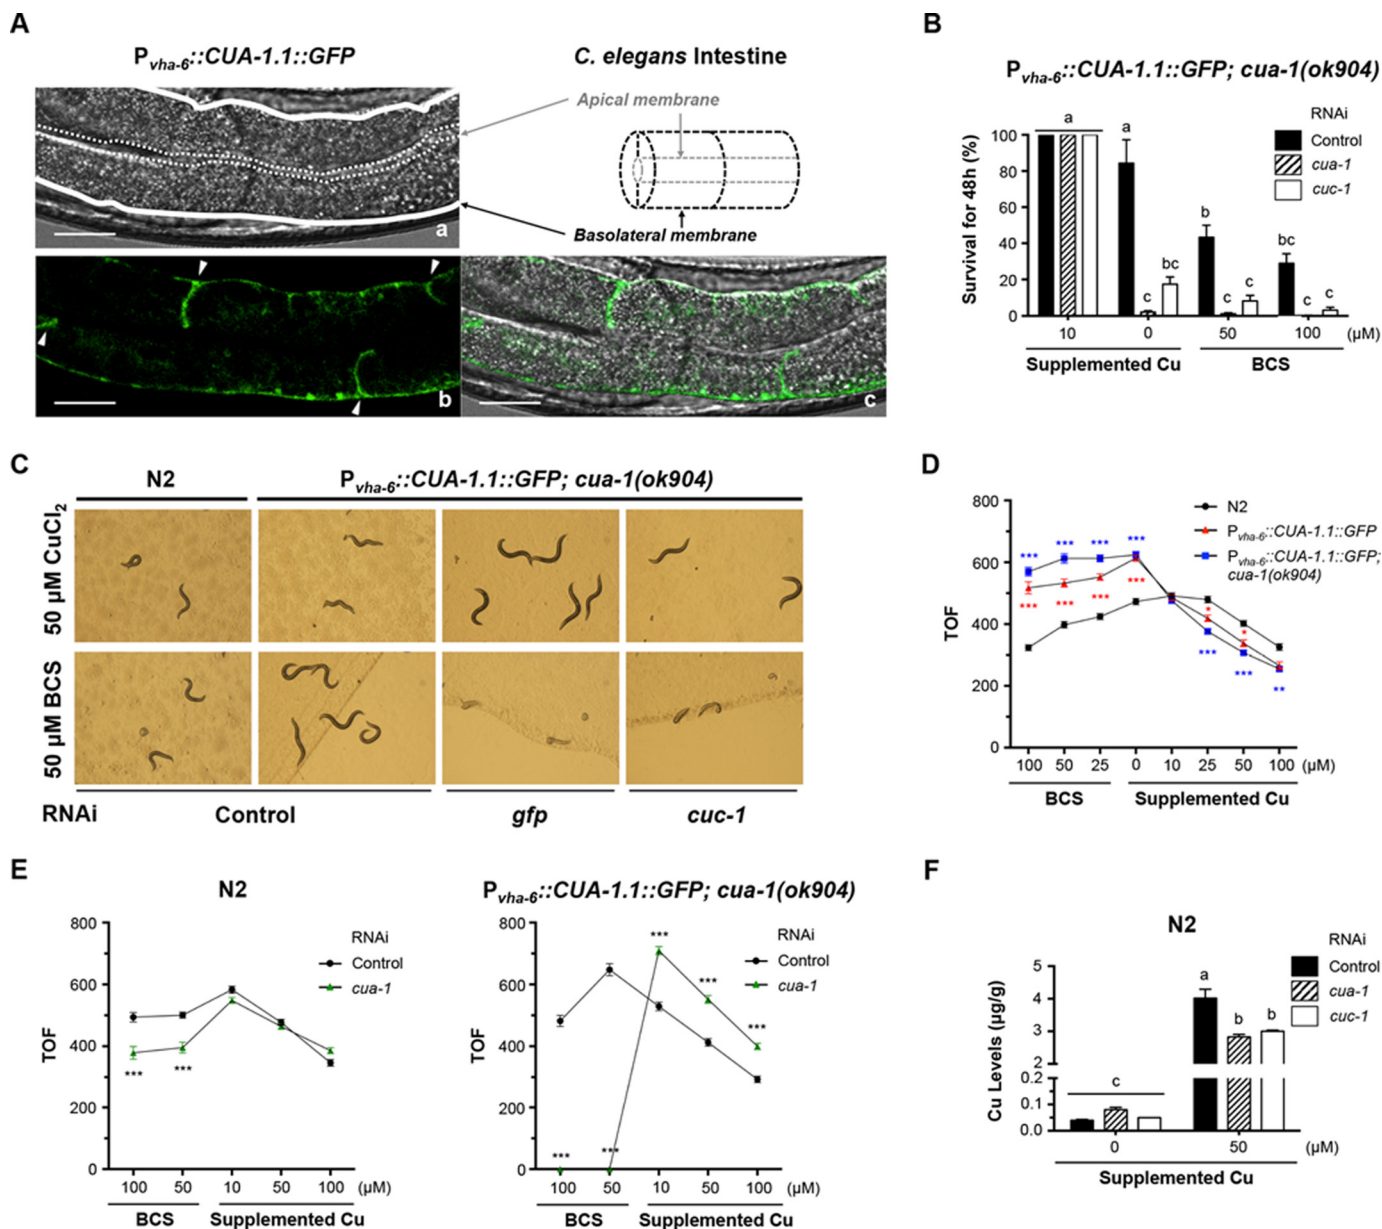 A
Pvha-6::CUA-1.1::GFP
C. elegans Intestine
Apical membrane
Basolateral membrane
a
b
c
B
Pvha-6::CUA-1.1::GFP; cua-1(ok904)
RNAi
Control
cua-1
cuc-1
Survival for 48h (%)
100
80
60
40
20
0
a
a
c
bc
b
c
c
bc
c
c
10
0
50
100
(µM)
Supplemented Cu
BCS
C
N2
Pvha-6::CUA-1.1::GFP; cua-1(ok904)
50 µM CuCl2
50 µM BCS
RNAi
Control
gfp
cuc-1
D
TOF
800
600
400
200
0
N2
Pvha-6::CUA-1.1::GFP
Pvha-6::CUA-1.1::GFP;
cua-1(ok904)
*** *** *** ***
*** *** *** ***
* *
*** *** **
100 50 25 0 10 25 50 100 (µM)
BCS
Supplemented Cu
E
N2
RNAi
Control
cua-1
TOF
800
600
400
200
0
*** ***
100 50 10 50 100 (µM)
BCS
Supplemented Cu
Pvha-6::CUA-1.1::GFP; cua-1(ok904)
RNAi
Control
cua-1
TOF
800
600
400
200
0
***
***
***
*** ***
100 50 10 50 100 (µM)
BCS
Supplemented Cu
F
N2
RNAi
Control
cua-1
cuc-1
Cu Levels (µg/g)
5
4
3
2
0.2
0.1
0.0
c
a
b
b
0
50
(µM)
Supplemented Cu